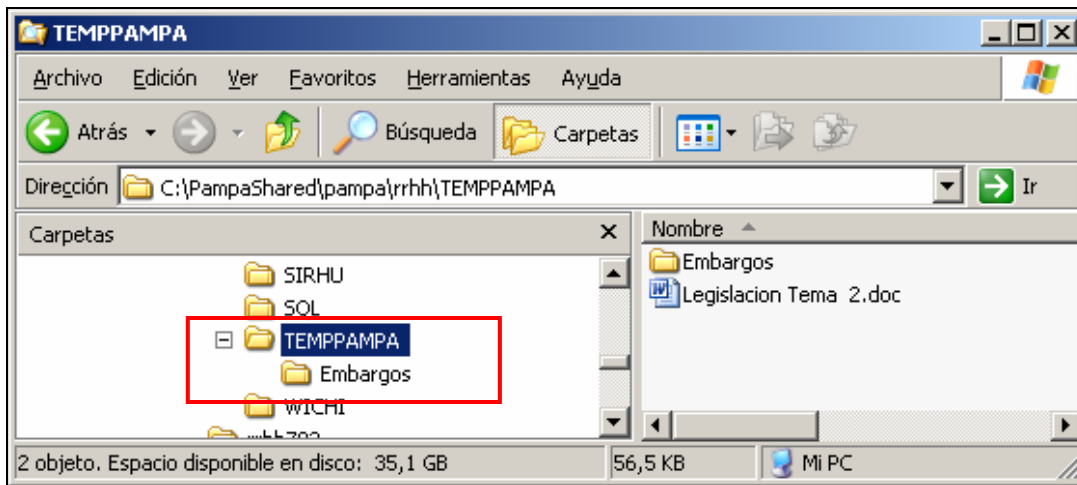 TEMPPAMPA
Archivo Edición Ver Favoritos Herramientas Ayuda
Atrás Búsqueda Carpetas
Dirección C:\PampaShared\pampa\rrhh\TEMPPAMPA Ir
Carpetas x
SIRHU
SQL
TEMPPAMPA
Embargos
WICHI
Nombre
Embargos
Legislacion Tema 2.doc
2 objeto. Espacio disponible en disco: 35,1 GB 56,5 KB Mi PC